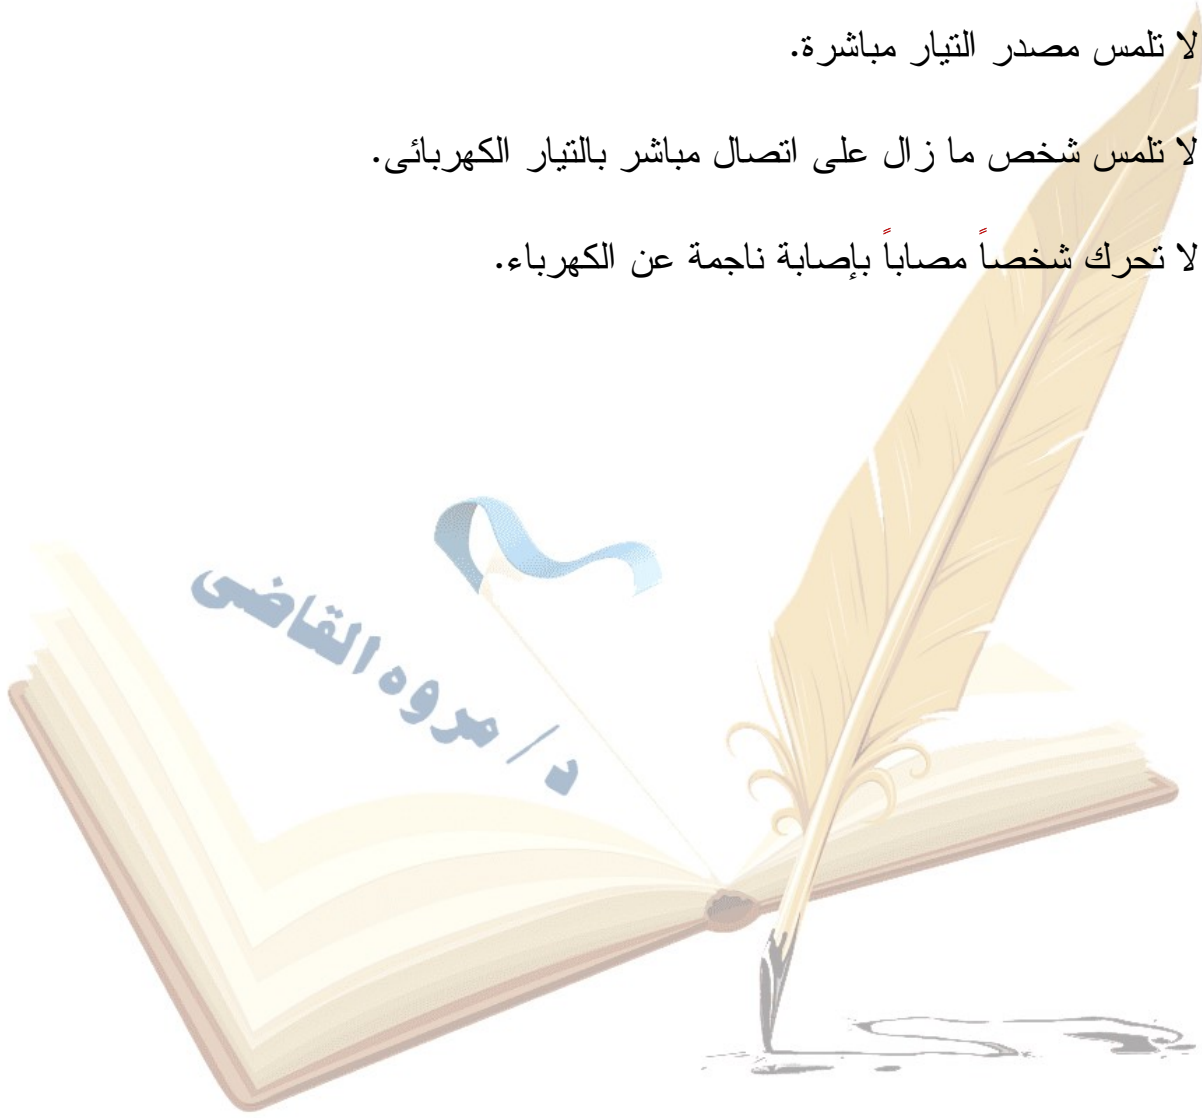 لا تلمس مصدر التيار مباشرة.
لا تلمس شخص ما زال على اتصال مباشر بالتيار الكهربائى.
لا تحرك شخصاً مصاباً بإصابة ناجمة عن الكهرباء.
د/ مروه القاضى